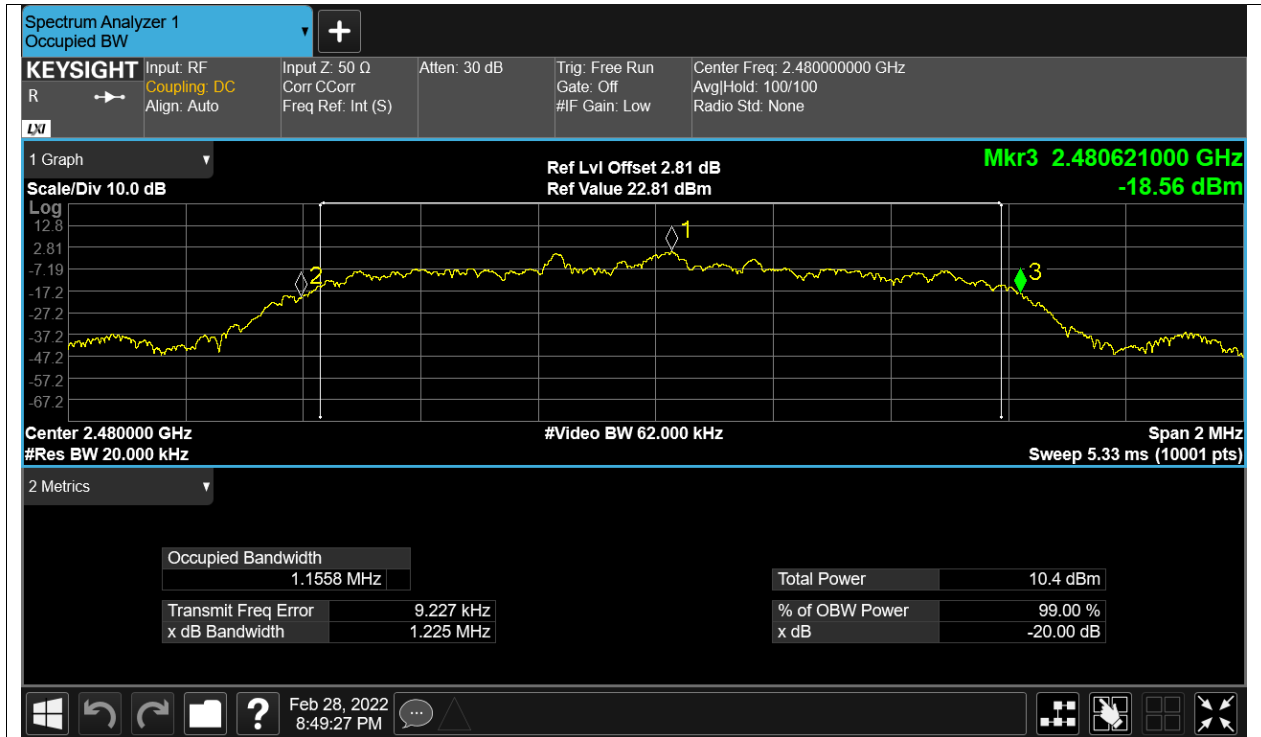 Spectrum Analyzer 1
Occupied BW
KEYSIGHT
R
LXI
Input: RF
Coupling: DC
Align: Auto
Input Z: 50 Ω
Corr CCorr
Freq Ref: Int (S)
Atten: 30 dB
Trig: Free Run
Gate: Off
#IF Gain: Low
Center Freq: 2.480000000 GHz
Avg|Hold: 100/100
Radio Std: None
1 Graph
Scale/Div 10.0 dB
Ref Lvl Offset 2.81 dB
Ref Value 22.81 dBm
Mkr3 2.480621000 GHz
-18.56 dBm
Log
12.8
2.81
-7.19
-17.2
-27.2
-37.2
-47.2
-57.2
-67.2
1
2
3
Center 2.480000 GHz
#Res BW 20.000 kHz
#Video BW 62.000 kHz
Span 2 MHz
Sweep 5.33 ms (10001 pts)
2 Metrics
Occupied Bandwidth
1.1558 MHz
Transmit Freq Error 9.227 kHz
x dB Bandwidth 1.225 MHz
Total Power 10.4 dBm
% of OBW Power 99.00 %
x dB -20.00 dB
?
Feb 28, 2022
8:49:27 PM